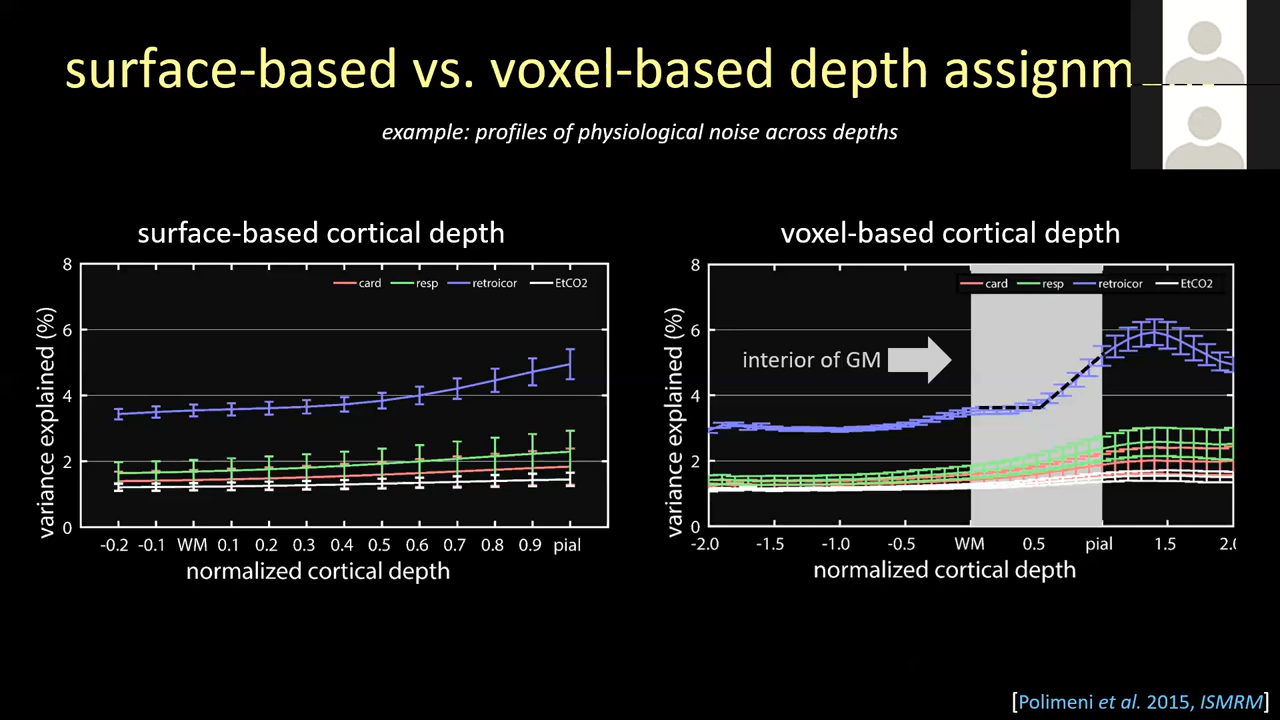 surface-based vs. voxel-based depth assignm
example: profiles of physiological noise across depths
surface-based cortical depth
8
6
4
2
0
variance explained (%)
card resp retroicor EtCO2
-0.2 -0.1 WM 0.1 0.2 0.3 0.4 0.5 0.6 0.7 0.8 0.9 pial
normalized cortical depth
voxel-based cortical depth
8
6
4
2
0
variance explained (%)
card resp retroicor EtCO2
interior of GM
-2.0 -1.5 -1.0 -0.5 WM 0.5 pial 1.5 2.0
normalized cortical depth
[Polimeni et al. 2015, ISMRM]